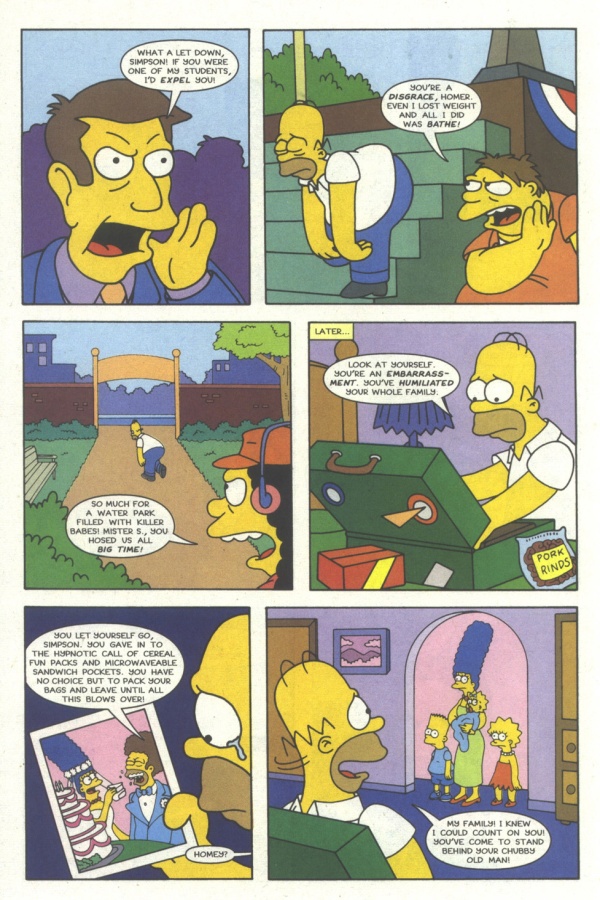 WHAT A LET DOWN,
SIMPSON! IF YOU WERE
ONE OF MY STUDENTS,
I'D EXPEL YOU!
YOU'RE A
DISGRACE, HOMER.
EVEN I LOST WEIGHT
AND ALL I DID
WAS BATHE!
SO MUCH FOR
A WATER PARK
FILLED WITH KILLER
BABES! MISTER S., YOU
HOSED US ALL
BIG TIME!
LATER...
LOOK AT YOURSELF.
YOU'RE AN EMBARRASS-
MENT. YOU'VE HUMILIATED
YOUR WHOLE FAMILY.
PORK
RINDS
YOU LET YOURSELF GO,
SIMPSON. YOU GAVE IN TO
THE HYPNOTIC CALL OF CEREAL
FUN PACKS AND MICROWAVEABLE
SANDWICH POCKETS. YOU HAVE
NO CHOICE BUT TO PACK YOUR
BAGS AND LEAVE UNTIL ALL
THIS BLOWS OVER!
HOMEY?
MY FAMILY! I KNEW
I COULD COUNT ON YOU!
YOU'VE COME TO STAND
BEHIND YOUR CHUBBY
OLD MAN!